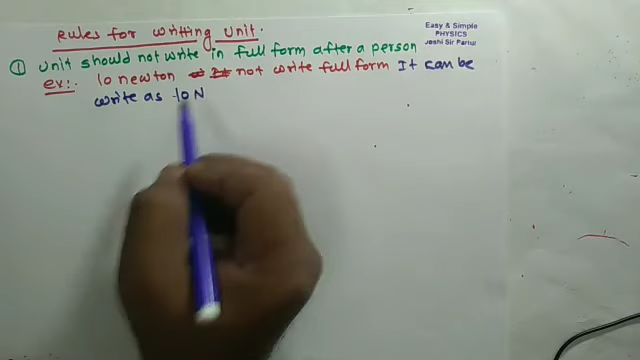 Rules for writting Unit.
Easy & Simple
PHYSICS
Joshi Sir Partur
① Unit should not write in full form after a person
ex:- 10 newton not write full form It can be
write as 10 N